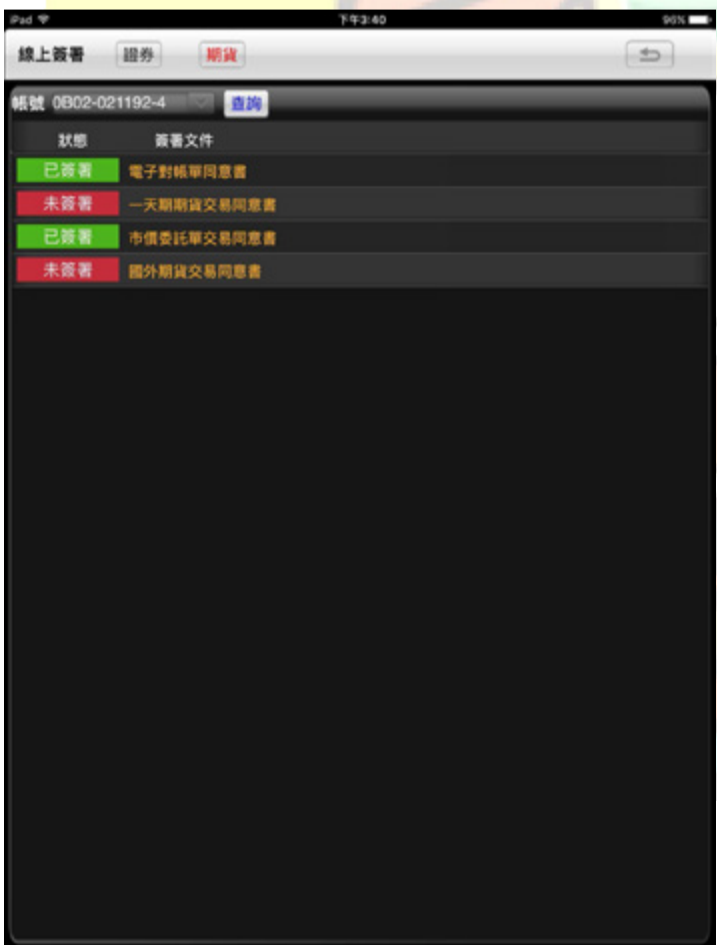 iPad 下午3:40 96%
線上簽署 證券 期貨
帳號 0B02-021192-4 查詢
狀態 簽署文件
已簽署 電子對帳單同意書
未簽署 一天期期貨交易同意書
已簽署 市價委託單交易同意書
未簽署 國外期貨交易同意書